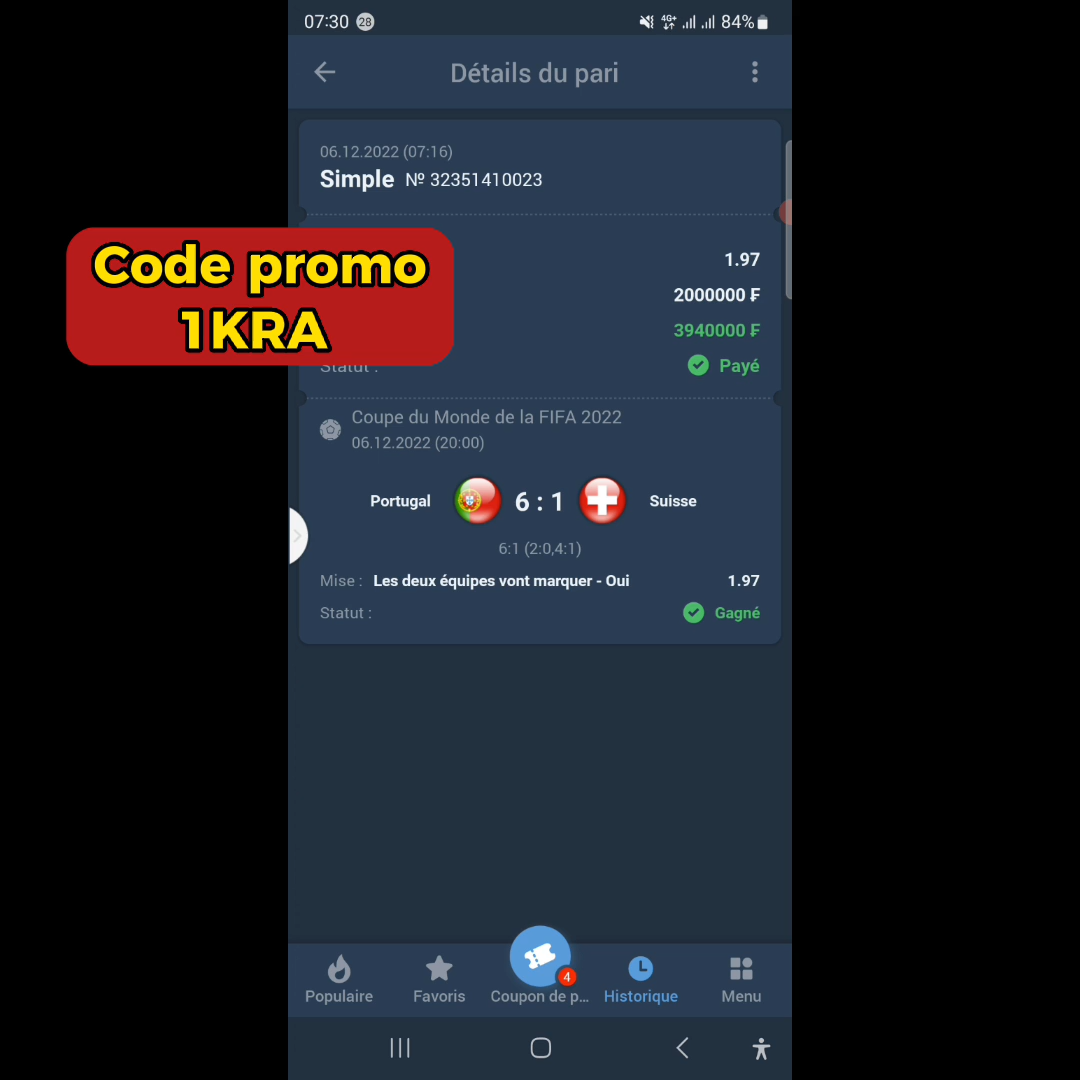 07:30 28 4G+ 84%
Détails du pari
06.12.2022 (07:16)
Simple № 32351410023
Code promo
1KRA
1.97
2000000 ₣
3940000 ₣
Statut : Payé
Coupe du Monde de la FIFA 2022
06.12.2022 (20:00)
Portugal 6 : 1 Suisse
6:1 (2:0,4:1)
Mise : Les deux équipes vont marquer - Oui 1.97
Statut : Gagné
4
Populaire Favoris Coupon de p... Historique Menu